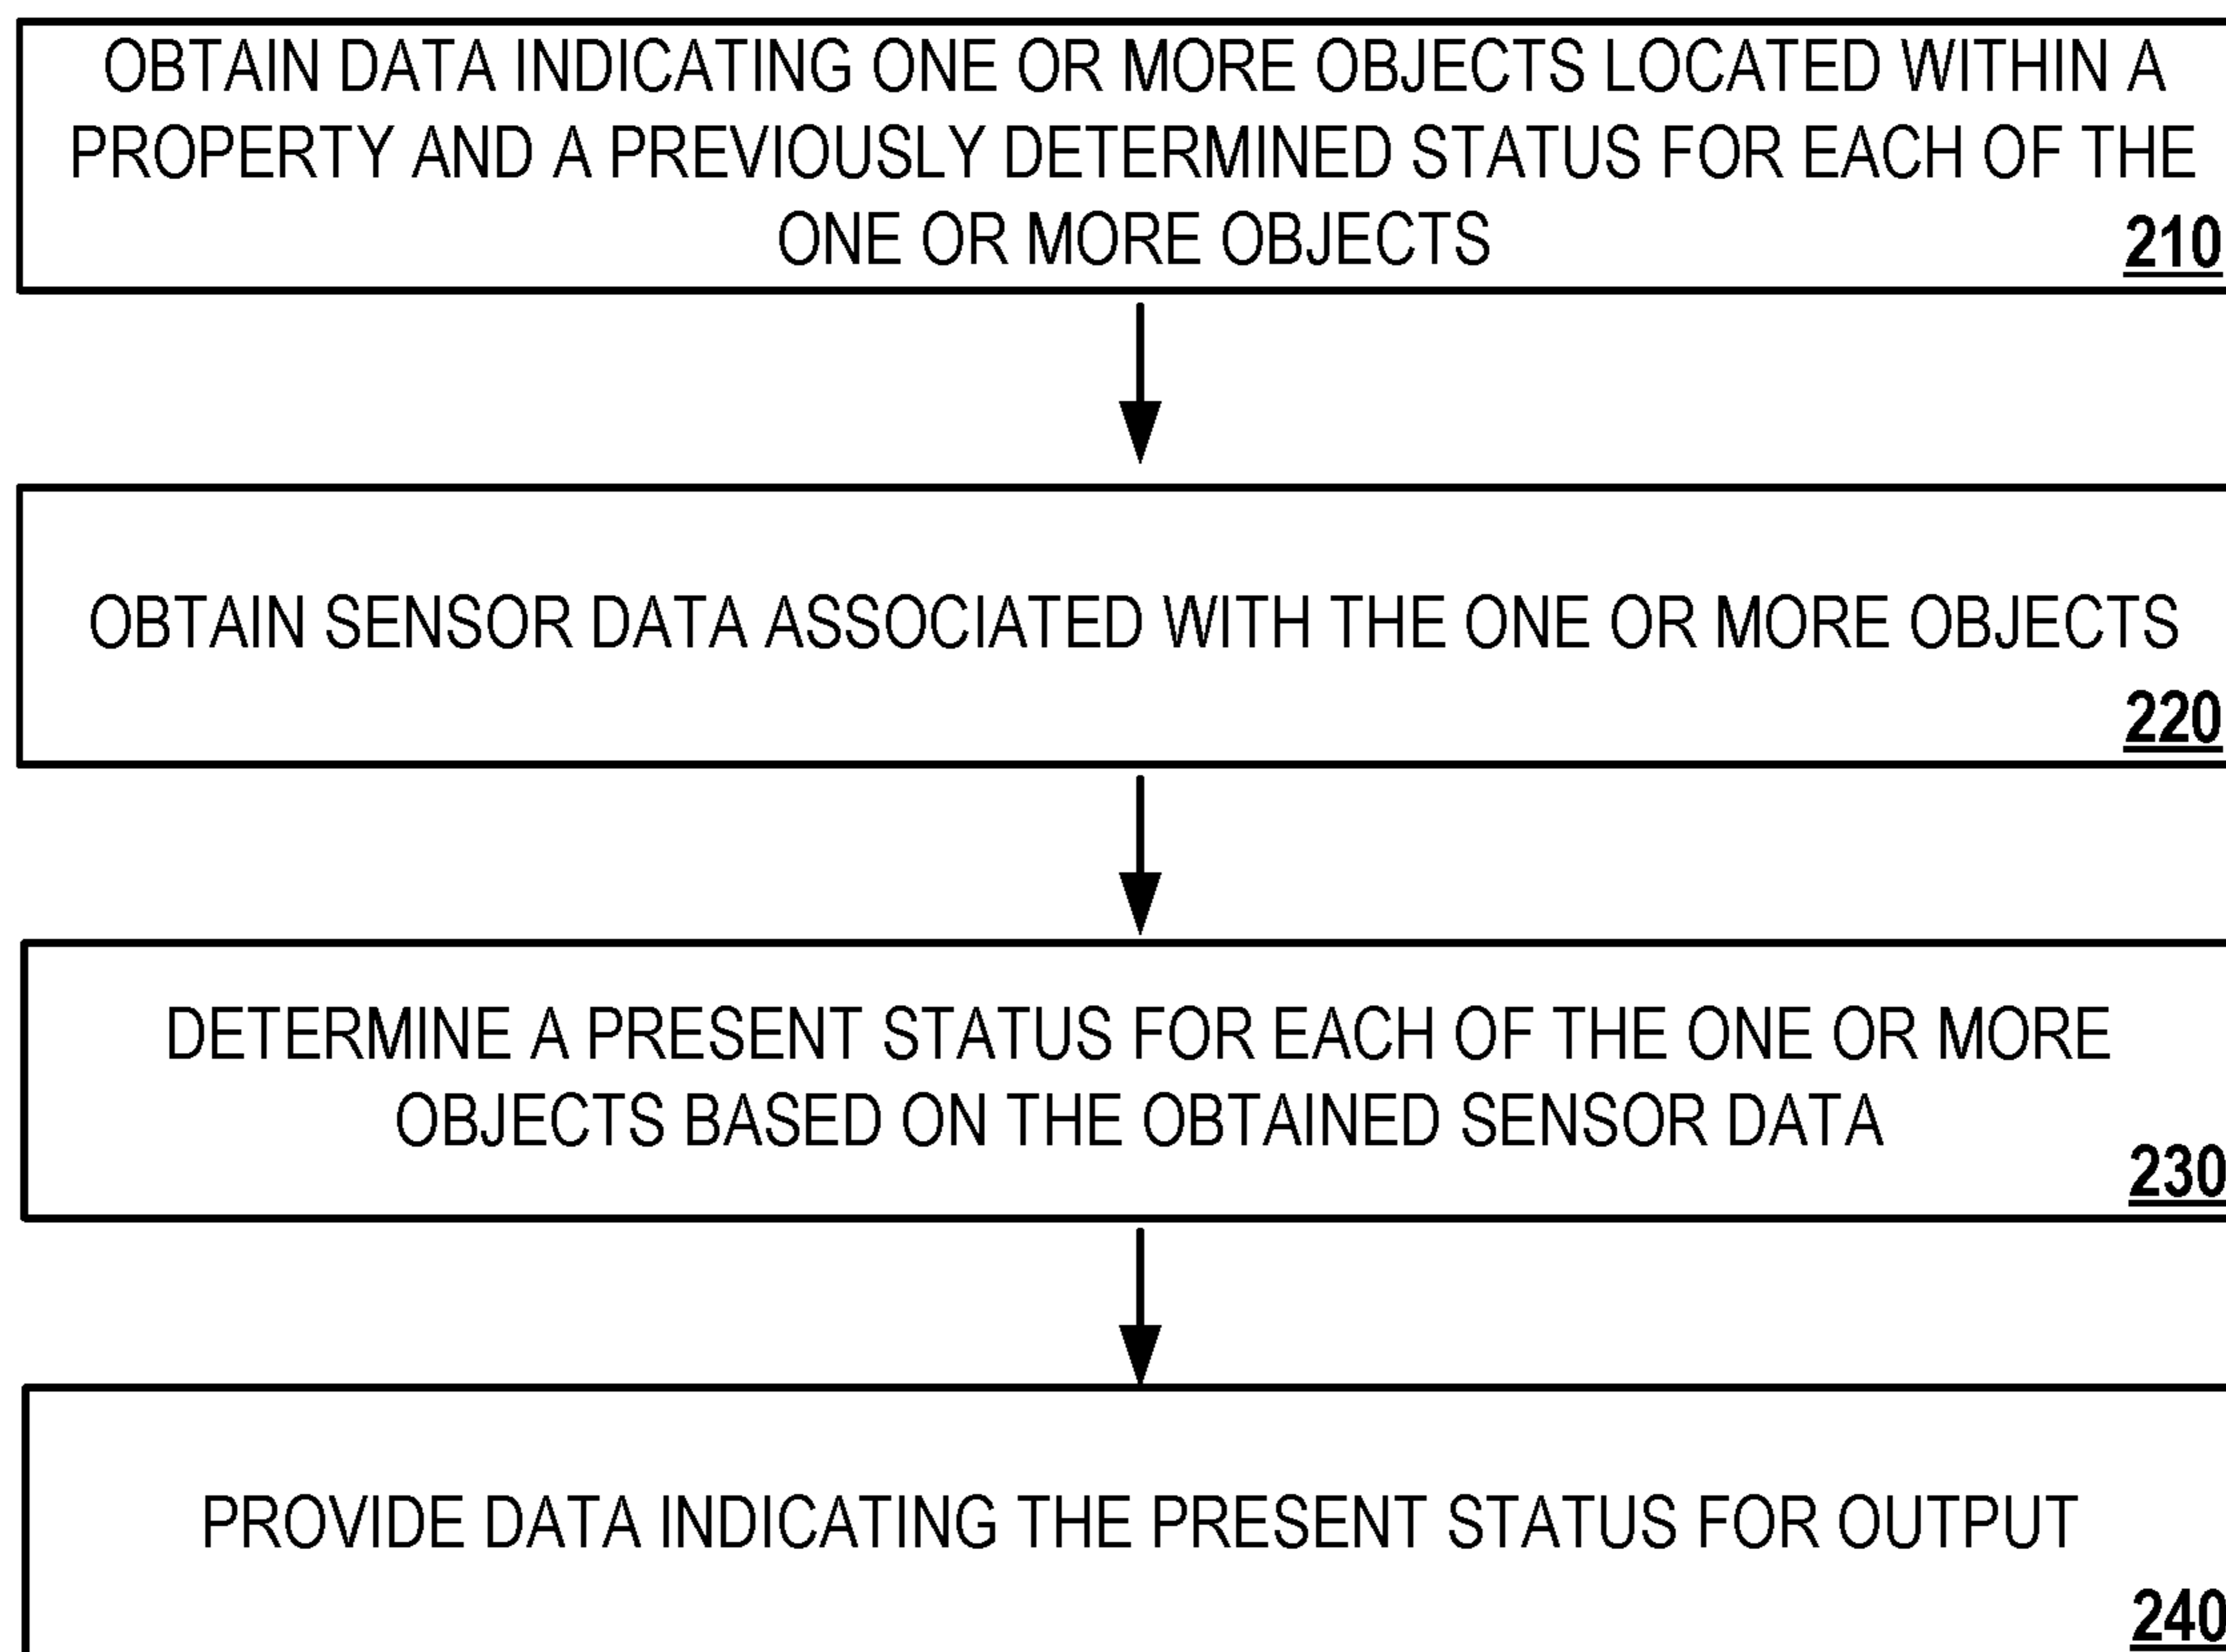 OBTAIN DATA INDICATING ONE OR MORE OBJECTS LOCATED WITHIN A
PROPERTY AND A PREVIOUSLY DETERMINED STATUS FOR EACH OF THE
ONE OR MORE OBJECTS
210
OBTAIN SENSOR DATA ASSOCIATED WITH THE ONE OR MORE OBJECTS
220
DETERMINE A PRESENT STATUS FOR EACH OF THE ONE OR MORE
OBJECTS BASED ON THE OBTAINED SENSOR DATA
230
PROVIDE DATA INDICATING THE PRESENT STATUS FOR OUTPUT
240